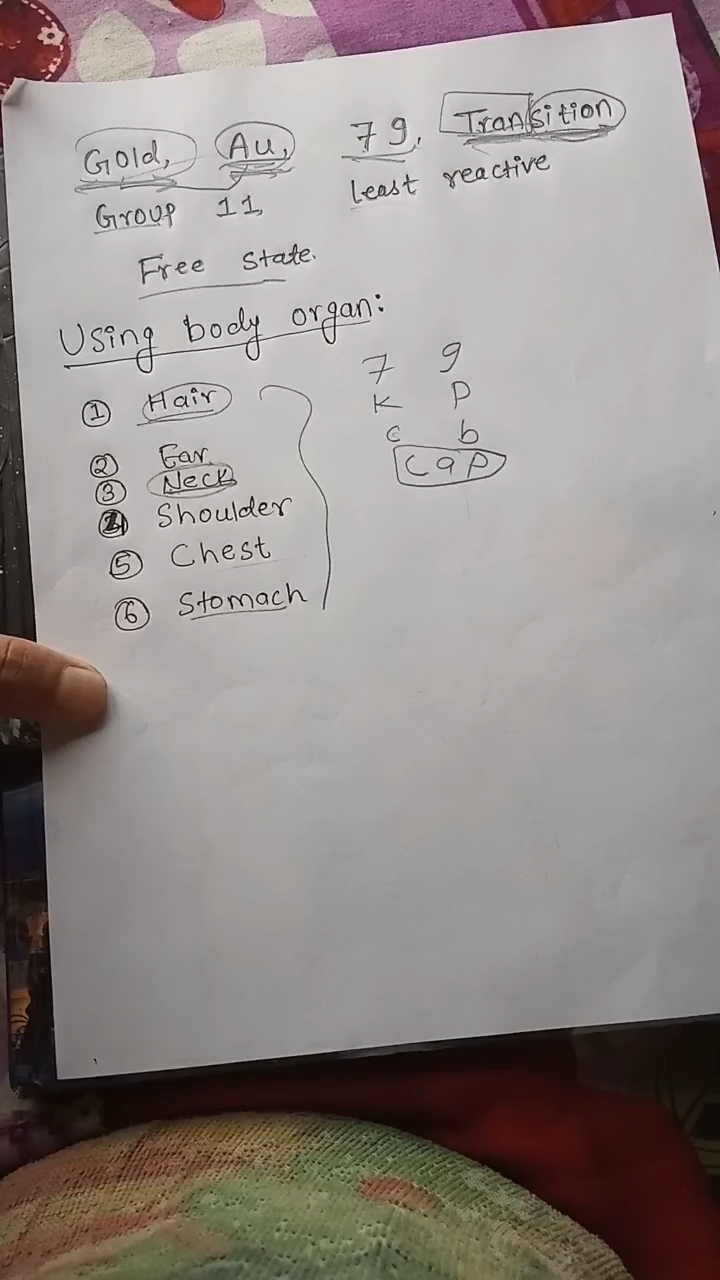 Gold, Au, 79, Transition
Group 11, least reactive
Free state.
Using body organ:
① Hair
② Ear
③ Neck
④ Shoulder
⑤ Chest
⑥ Stomach
7 9
K P
c b
Cap